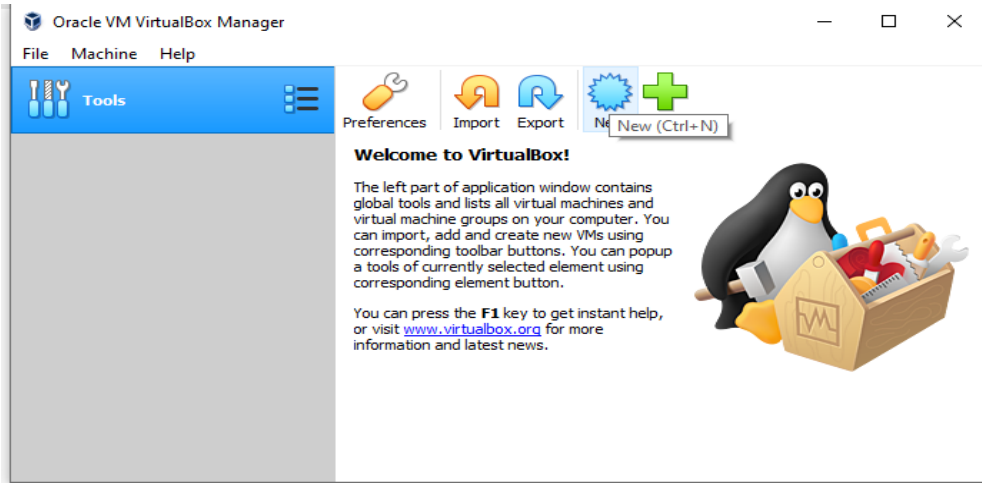 Oracle VM VirtualBox Manager
File Machine Help
Tools
Preferences Import Export Ne
New (Ctrl+N)
Welcome to VirtualBox!
The left part of application window contains
global tools and lists all virtual machines and
virtual machine groups on your computer. You
can import, add and create new VMs using
corresponding toolbar buttons. You can popup
a tools of currently selected element using
corresponding element button.
You can press the F1 key to get instant help,
or visit www.virtualbox.org for more
information and latest news.